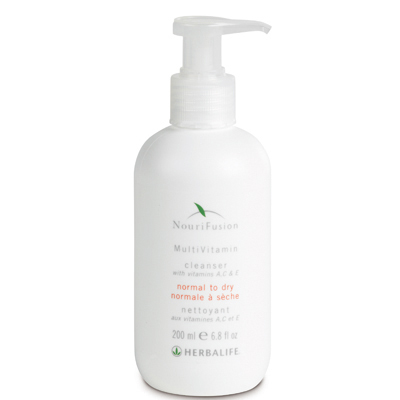 NouriFusion
MultiVitamin
cleanser
with vitamins A,C & E
normal to dry
normale à sèche
nettoyant
aux vitamines A,C et E
200 ml ℮ 6.8 fl oz
HERBALIFE